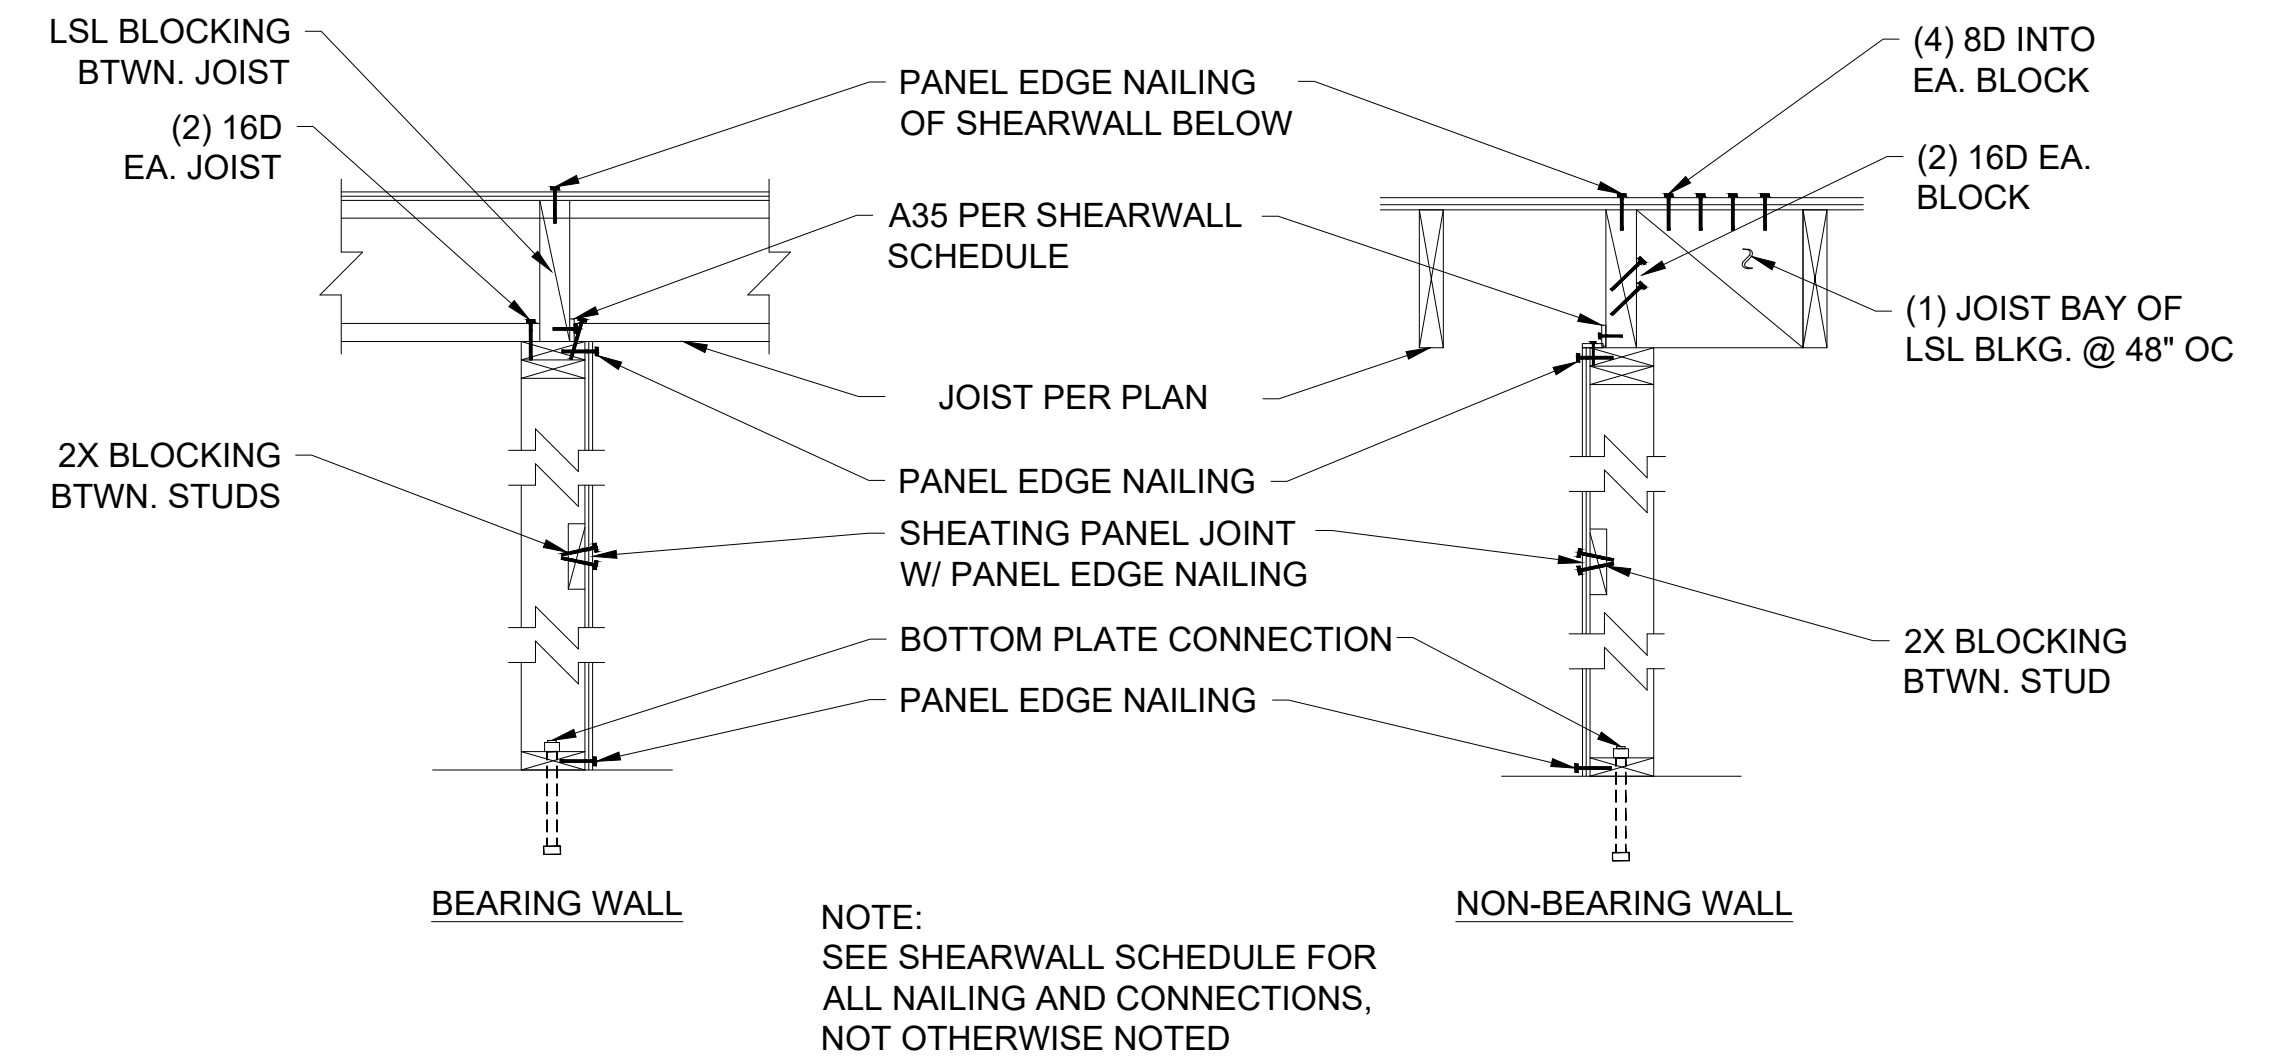 LSL BLOCKING
BTWN. JOIST
(2) 16D
EA. JOIST
2X BLOCKING
BTWN. STUDS
PANEL EDGE NAILING
OF SHEARWALL BELOW
A35 PER SHEARWALL
SCHEDULE
JOIST PER PLAN
PANEL EDGE NAILING
SHEATING PANEL JOINT
W/ PANEL EDGE NAILING
BOTTOM PLATE CONNECTION
PANEL EDGE NAILING
(4) 8D INTO
EA. BLOCK
(2) 16D EA.
BLOCK
(1) JOIST BAY OF
LSL BLKG. @ 48" OC
2X BLOCKING
BTWN. STUD
BEARING WALL
NON-BEARING WALL
NOTE:
SEE SHEARWALL SCHEDULE FOR
ALL NAILING AND CONNECTIONS,
NOT OTHERWISE NOTED